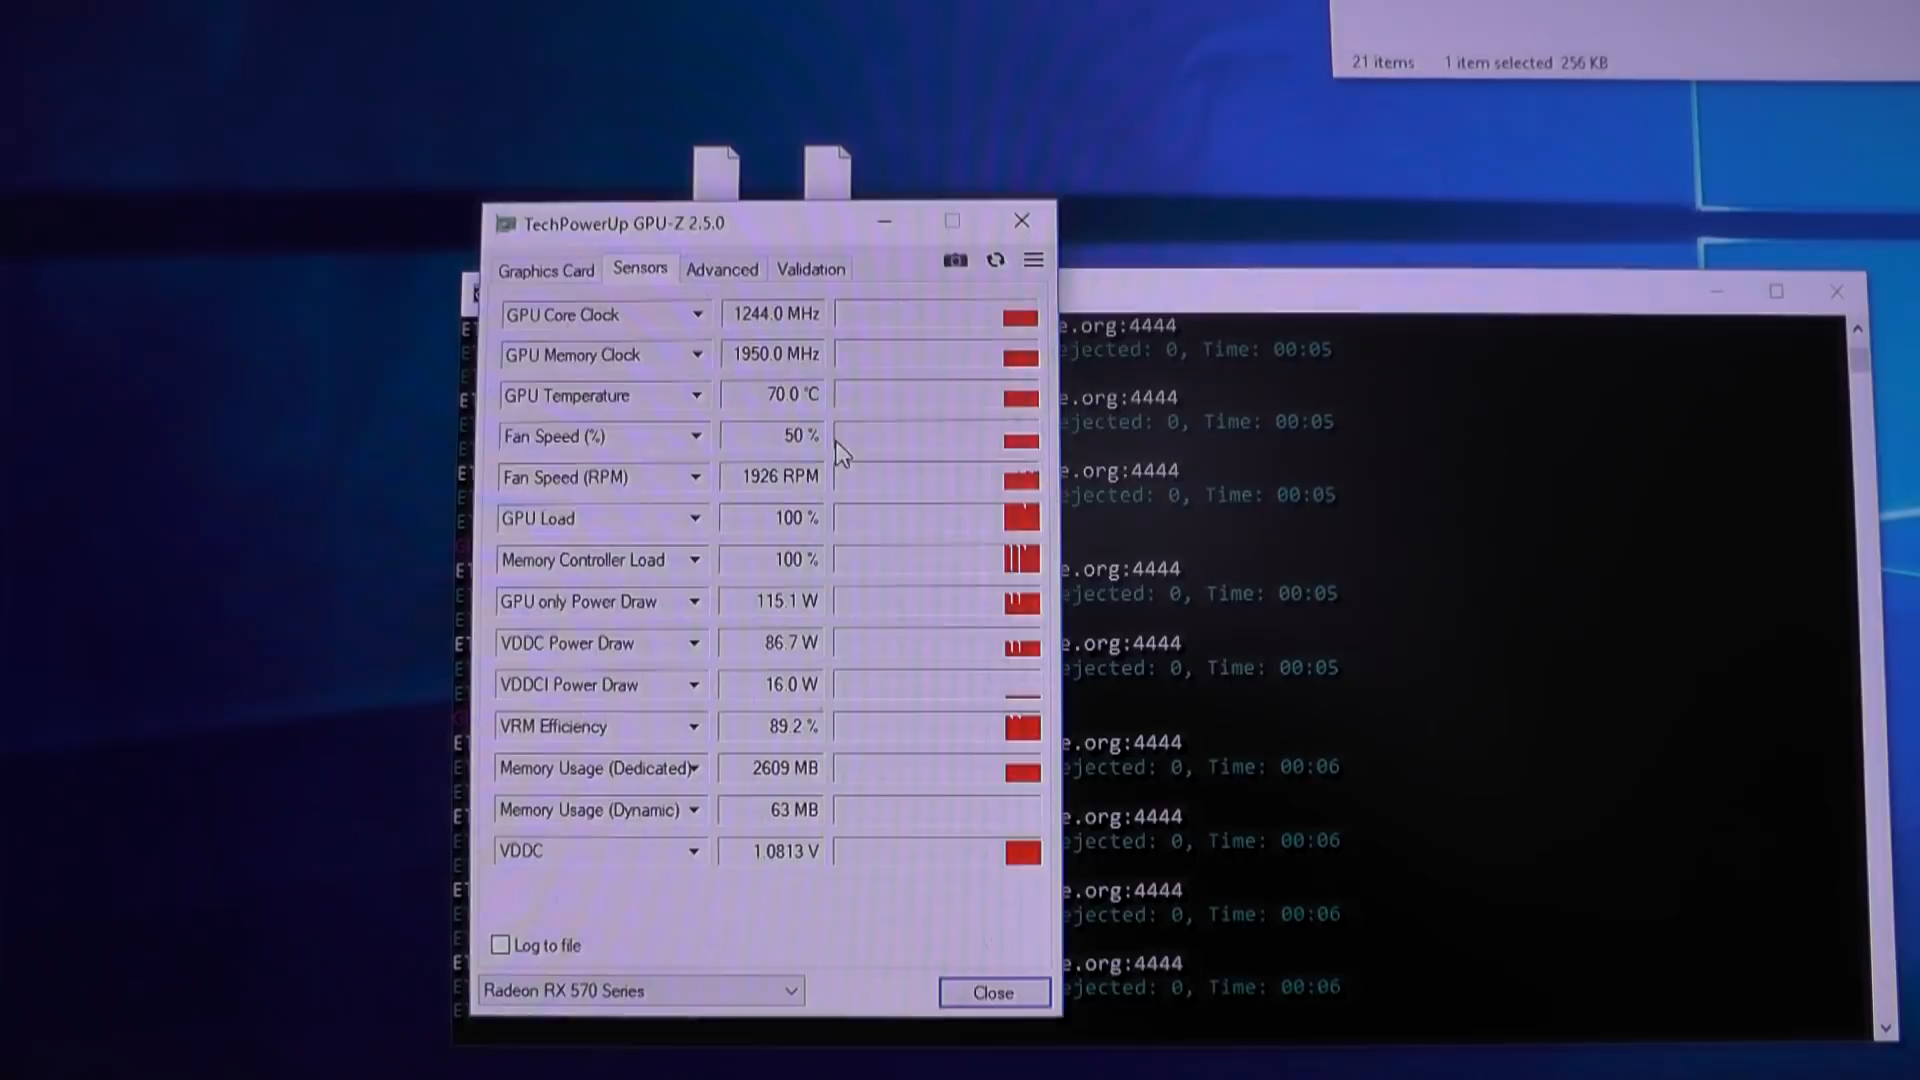 21 items 1 item selected 256 KB
TechPowerUp GPU-Z 2.5.0
Graphics Card Sensors Advanced Validation
GPU Core Clock 1244.0 MHz
GPU Memory Clock 1950.0 MHz
GPU Temperature 70.0 °C
Fan Speed (%) 50 %
Fan Speed (RPM) 1926 RPM
GPU Load 100 %
Memory Controller Load 100 %
GPU only Power Draw 115.1 W
VDDC Power Draw 86.7 W
VDDCI Power Draw 16.0 W
VRM Efficiency 89.2 %
Memory Usage (Dedicated) 2609 MB
Memory Usage (Dynamic) 63 MB
VDDC 1.0813 V
Log to file
Radeon RX 570 Series
Close
e.org:4444
ejected: 0, Time: 00:05
e.org:4444
ejected: 0, Time: 00:05
e.org:4444
ejected: 0, Time: 00:05
e.org:4444
ejected: 0, Time: 00:05
e.org:4444
ejected: 0, Time: 00:05
e.org:4444
ejected: 0, Time: 00:06
e.org:4444
ejected: 0, Time: 00:06
e.org:4444
ejected: 0, Time: 00:06
e.org:4444
ejected: 0, Time: 00:06